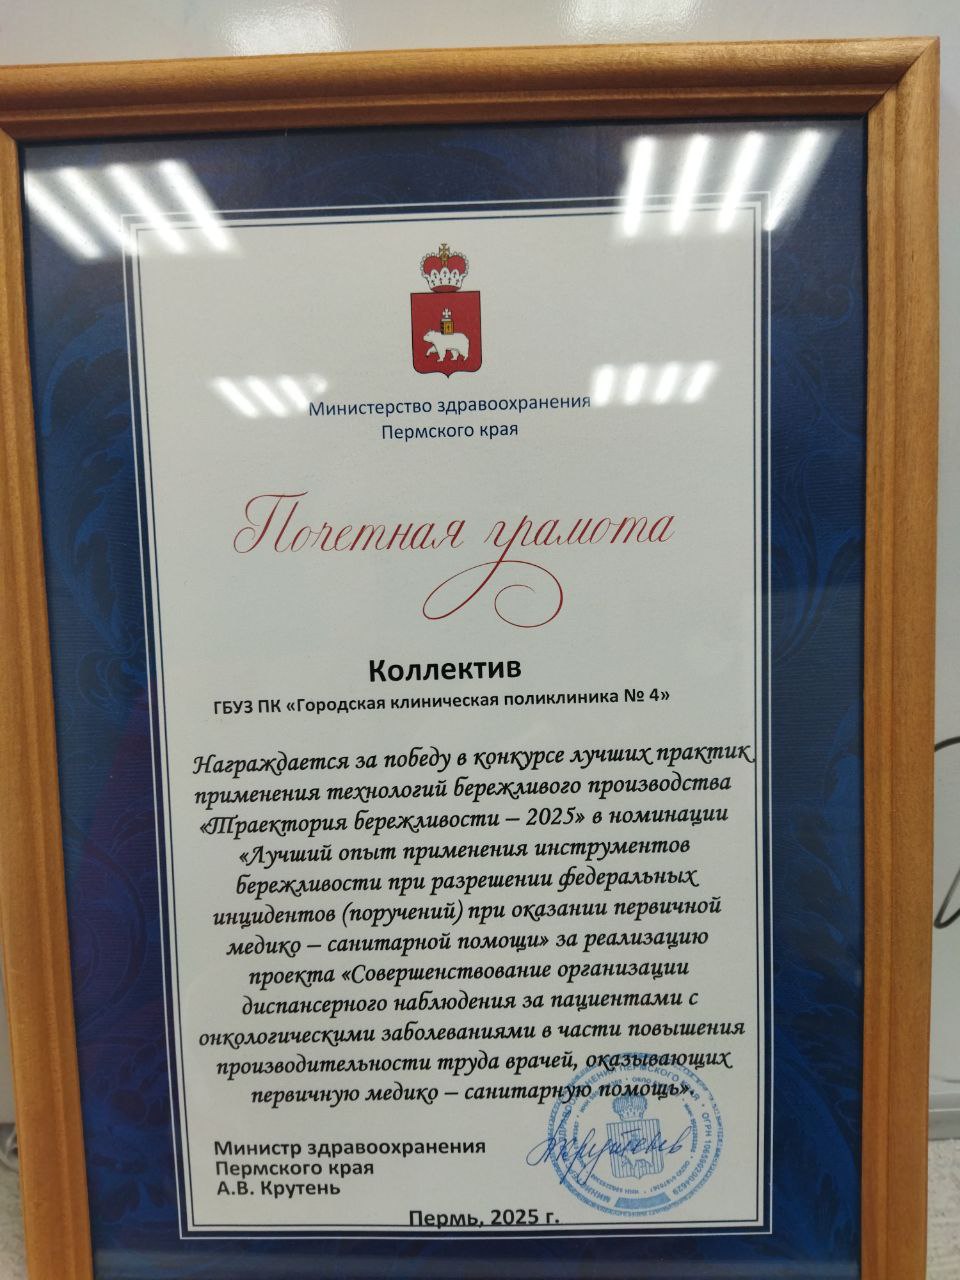 Министерство здравоохранения
Пермского края
Почетная грамота
Коллектив
ГБУЗ ПК «Городская клиническая поликлиника № 4»
Награждается за победу в конкурсе лучших практик
применения технологий бережливого производства
«Траектория бережливости – 2025» в номинации
«Лучший опыт применения инструментов
бережливости при разрешении федеральных
инцидентов (поручений) при оказании первичной
медико – санитарной помощи» за реализацию
проекта «Совершенствование организации
диспансерного наблюдения за пациентами с
онкологическими заболеваниями в части повышения
производительности труда врачей, оказывающих
первичную медико – санитарную помощь».
Министр здравоохранения
Пермского края
А.В. Крутень
Пермь, 2025 г.